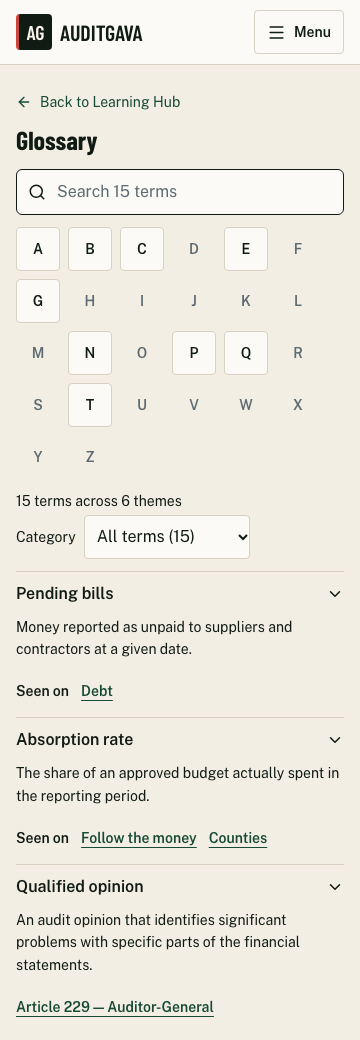 AG AUDITGAVA
Menu
Back to Learning Hub
Glossary
Search 15 terms
A B C D E F
G H I J K L
M N O P Q R
S T U V W X
Y Z
15 terms across 6 themes
Category All terms (15)
Pending bills
Money reported as unpaid to suppliers and
contractors at a given date.
Seen on Debt
Absorption rate
The share of an approved budget actually spent in
the reporting period.
Seen on Follow the money Counties
Qualified opinion
An audit opinion that identifies significant
problems with specific parts of the financial
statements.
Article 229 — Auditor-General